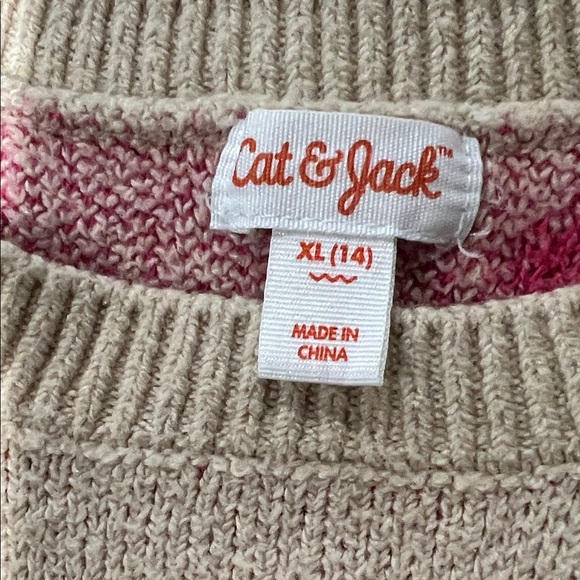 Cat & Jack™
XL (14)
MADE IN
CHINA